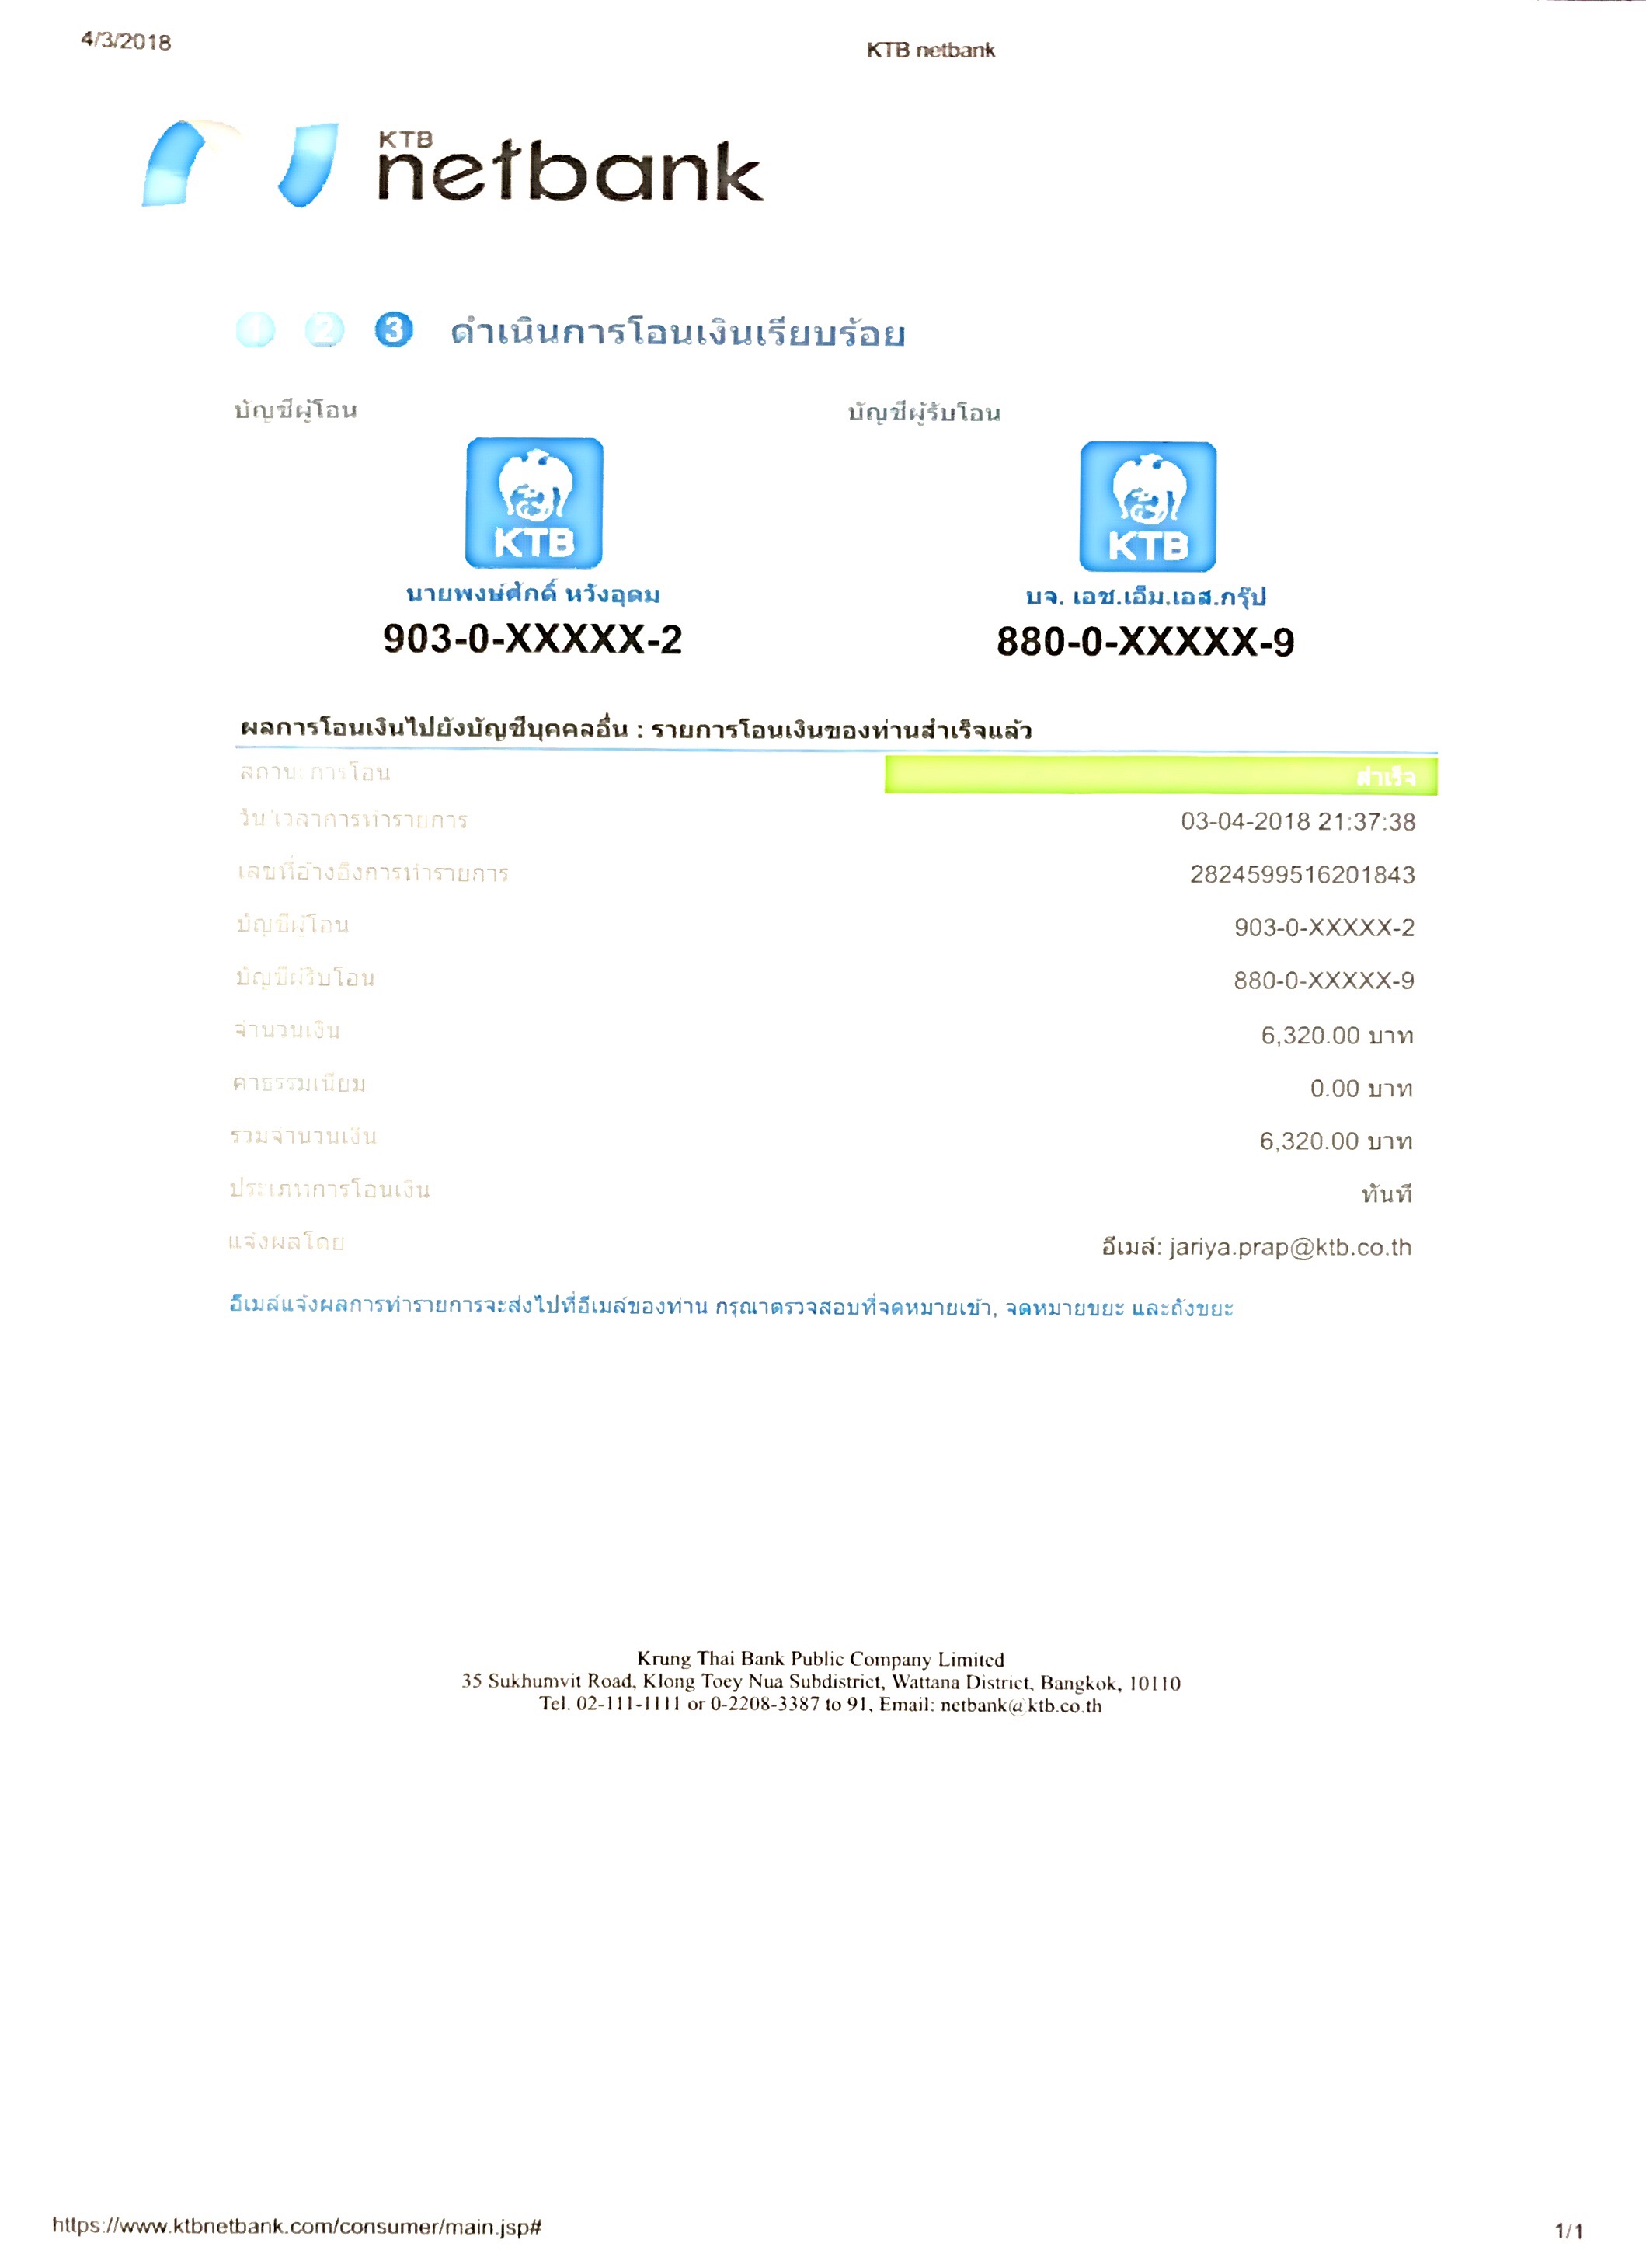 4/3/2018 KTB netbank
KTB
netbank
1 2 3 ดำเนินการโอนเงินเรียบร้อย
บัญชีผู้โอน บัญชีผู้รับโอน
KTB KTB
นายพงษ์ศักดิ์ หวังอุดม บจ. เอช.เอ็ม.เอส.กรุ๊ป
903-0-XXXXX-2 880-0-XXXXX-9
ผลการโอนเงินไปยังบัญชีบุคคลอื่น : รายการโอนเงินของท่านสำเร็จแล้ว
สถานะการโอน สำเร็จ
วัน/เวลาการทำรายการ 03-04-2018 21:37:38
เลขที่อ้างอิงการทำรายการ 2824599516201843
บัญชีผู้โอน 903-0-XXXXX-2
บัญชีผู้รับโอน 880-0-XXXXX-9
จำนวนเงิน 6,320.00 บาท
ค่าธรรมเนียม 0.00 บาท
รวมจำนวนเงิน 6,320.00 บาท
ประเภทการโอนเงิน ทันที
แจ้งผลโดย อีเมล์: jariya.prap@ktb.co.th
อีเมล์แจ้งผลการทำรายการจะส่งไปที่อีเมล์ของท่าน กรุณาตรวจสอบที่จดหมายเข้า, จดหมายขยะ และถังขยะ
Krung Thai Bank Public Company Limited
35 Sukhumvit Road, Klong Toey Nua Subdistrict, Wattana District, Bangkok, 10110
Tel. 02-111-1111 or 0-2208-3387 to 91, Email: netbank@ktb.co.th
https://www.ktbnetbank.com/consumer/main.jsp# 1/1